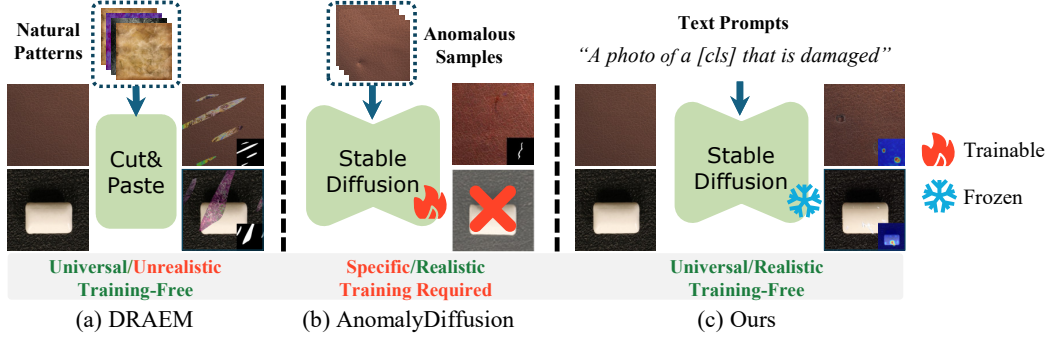 Natural
Patterns
Cut&
Paste
Universal/Unrealistic
Training-Free
(a) DRAEM
Anomalous
Samples
Stable
Diffusion
Specific/Realistic
Training Required
(b) AnomalyDiffusion
Text Prompts
“A photo of a [cls] that is damaged”
Stable
Diffusion
Universal/Realistic
Training-Free
(c) Ours
Trainable
Frozen